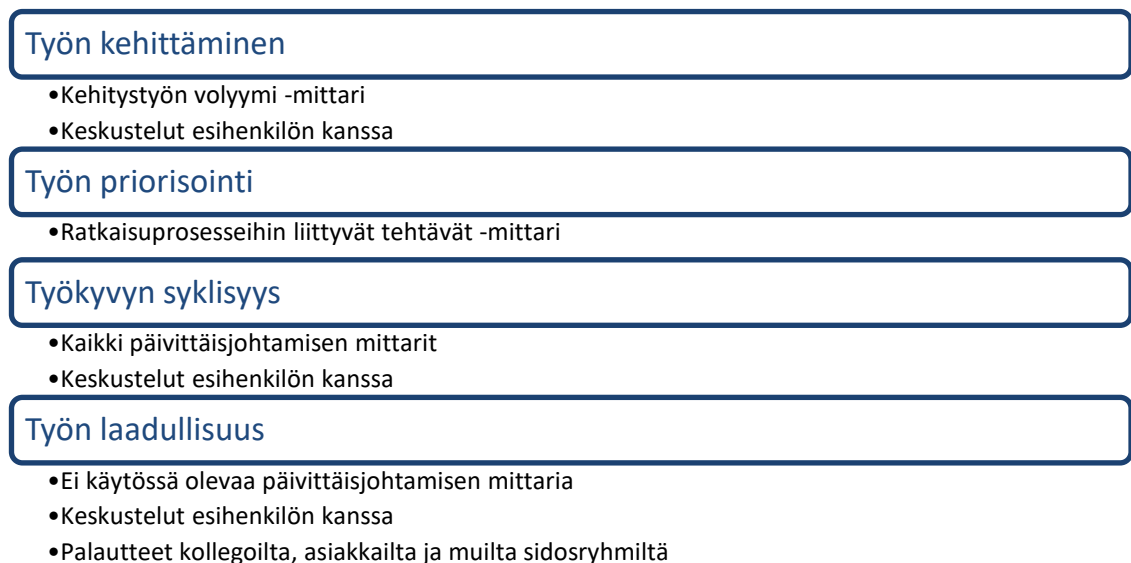 Työn kehittäminen
•Kehitystyön volyymi -mittari
•Keskustelut esihenkilön kanssa
Työn priorisointi
•Ratkaisuprosesseihin liittyvät tehtävät -mittari
Työkyvyn syklisyys
•Kaikki päivittäisjohtamisen mittarit
•Keskustelut esihenkilön kanssa
Työn laadullisuus
•Ei käytössä olevaa päivittäisjohtamisen mittaria
•Keskustelut esihenkilön kanssa
•Palautteet kollegoilta, asiakkailta ja muilta sidosryhmiltä